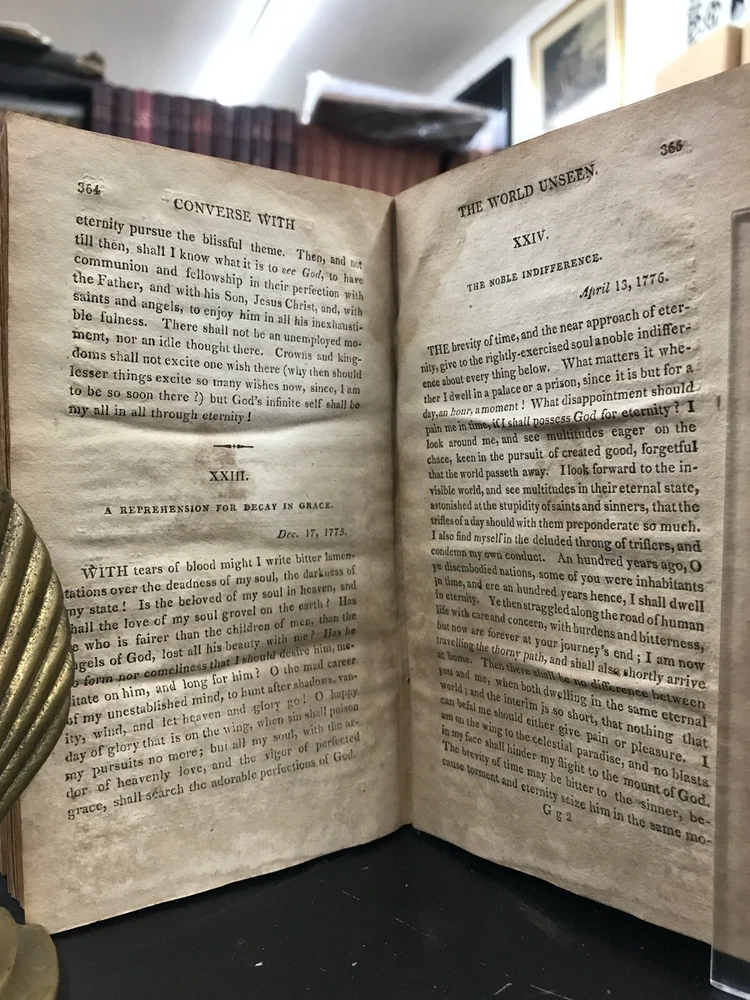 364
CONVERSE WITH
eternity pursue the blissful theme. Then, and not
till then, shall I know what it is to see God, to have
communion and fellowship in their perfection with
the Father, and with his Son, Jesus Christ, and, with
saints and angels, to enjoy him in all his inexhausti-
ble fulness. There shall not be an unemployed mo-
ment, nor an idle thought there. Crowns and king-
doms shall not excite one wish there (why then should
lesser things excite so many wishes now, since, I am
to be so soon there ?) but God's infinite self shall be
my all in all through eternity !
XXIII.
A REPREHENSION FOR DECAY IN GRACE.
Dec. 17, 1775.
WITH tears of blood might I write bitter lamen-
tations over the deadness of my soul, the darkness of
my state ! Is the beloved of my soul in heaven, and
hall the love of my soul grovel on the earth ? Has
e who is fairer than the children of men, than the
ngels of God, lost all his beauty with me ? Has he
o form nor comeliness that I should desire him, me-
itate on him, and long for him ? O the mad career
of my unestablished mind, to hunt after shadows, van-
ity, wind, and let heaven and glory go ! O happy
day of glory that is on the wing, when sin shall poison
my pursuits no more; but all my soul, with the ar-
dor of heavenly love, and the vigor of perfected
grace, shall search the adorable perfections of God.
THE WORLD UNSEEN.
365
XXIV.
THE NOBLE INDIFFERENCE.
April 13, 1776.
THE brevity of time, and the near approach of eter-
nity, give to the rightly-exercised soul a noble indiffer-
ence about every thing below. What matters it whe-
ther I dwell in a palace or a prison, since it is but for a
day, an hour, a moment ! What disappointment should
pain me in time, if I shall possess God for eternity ? I
look around me, and see multitudes eager on the
chace, keen in the pursuit of created good, forgetful
that the world passeth away. I look forward to the in-
visible world, and see multitudes in their eternal state,
astonished at the stupidity of saints and sinners, that the
trifles of a day should with them preponderate so much.
I also find myself in the deluded throng of triflers, and
condemn my own conduct. An hundred years ago, O
ye disembodied nations, some of you were inhabitants
in time, and ere an hundred years hence, I shall dwell
in eternity. Ye then straggled along the road of human
life with care and concern, with burdens and bitterness,
but now are forever at your journey's end ; I am now
travelling the thorny path, and shall also shortly arrive
at home. Then there shall be no difference between
you and me, when both dwelling in the same eternal
world ; and the interim is so short, that nothing that
can befal me should either give pain or pleasure. I
am on the wing to the celestial paradise, and no blasts
in my face shall hinder my flight to the mount of God.
The brevity of time may be bitter to the sinner, be-
cause torment and eternity seize him in the same mo-
G g 2